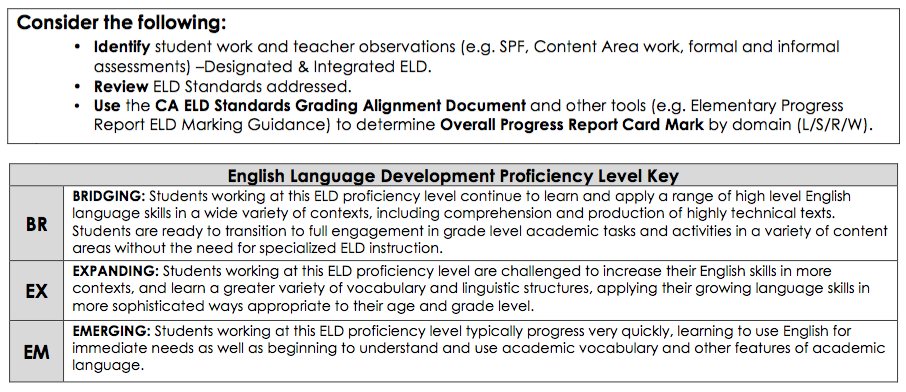 Consider the following:
• Identify student work and teacher observations (e.g. SPF, Content Area work, formal and informal
assessments) –Designated & Integrated ELD.
• Review ELD Standards addressed.
• Use the CA ELD Standards Grading Alignment Document and other tools (e.g. Elementary Progress
Report ELD Marking Guidance) to determine Overall Progress Report Card Mark by domain (L/S/R/W).
English Language Development Proficiency Level Key
BR
BRIDGING: Students working at this ELD proficiency level continue to learn and apply a range of high level English
language skills in a wide variety of contexts, including comprehension and production of highly technical texts.
Students are ready to transition to full engagement in grade level academic tasks and activities in a variety of content
areas without the need for specialized ELD instruction.
EX
EXPANDING: Students working at this ELD proficiency level are challenged to increase their English skills in more
contexts, and learn a greater variety of vocabulary and linguistic structures, applying their growing language skills in
more sophisticated ways appropriate to their age and grade level.
EM
EMERGING: Students working at this ELD proficiency level typically progress very quickly, learning to use English for
immediate needs as well as beginning to understand and use academic vocabulary and other features of academic
language.